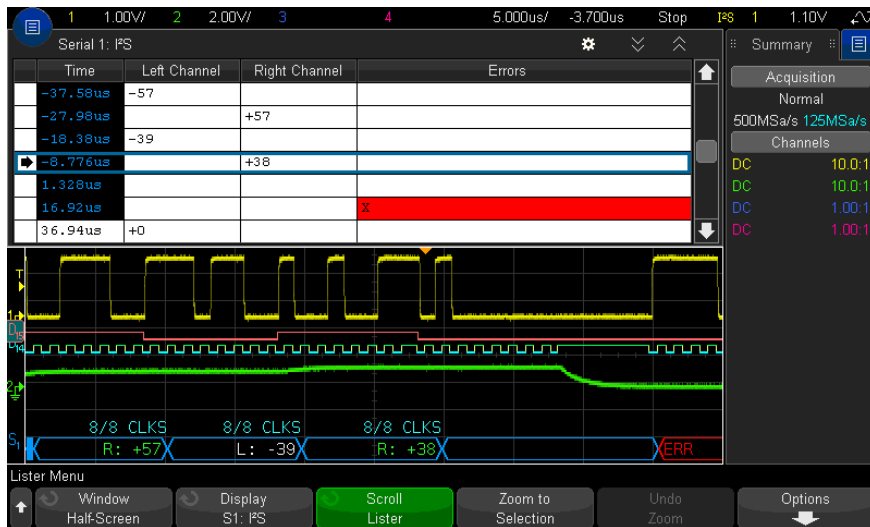 1 1.00V/ 2 2.00V/ 3 4 5.000us/ -3.700us Stop I²S 1 1.10V
Serial 1: I²S
Summary
Time Left Channel Right Channel Errors
-37.58us -57
-27.98us +57
-18.38us -39
-8.776us +38
1.328us
16.92us X
36.94us +0
Acquisition
Normal
500MSa/s 125MSa/s
Channels
DC 10.0:1
DC 10.0:1
DC 1.00:1
DC 1.00:1
T
1
D15
D14
2
8/8 CLKS 8/8 CLKS 8/8 CLKS
S1 R: +57 L: -39 R: +38 ERR
Lister Menu
Window
Half-Screen
Display
S1: I²S
Scroll
Lister
Zoom to
Selection
Undo
Zoom
Options